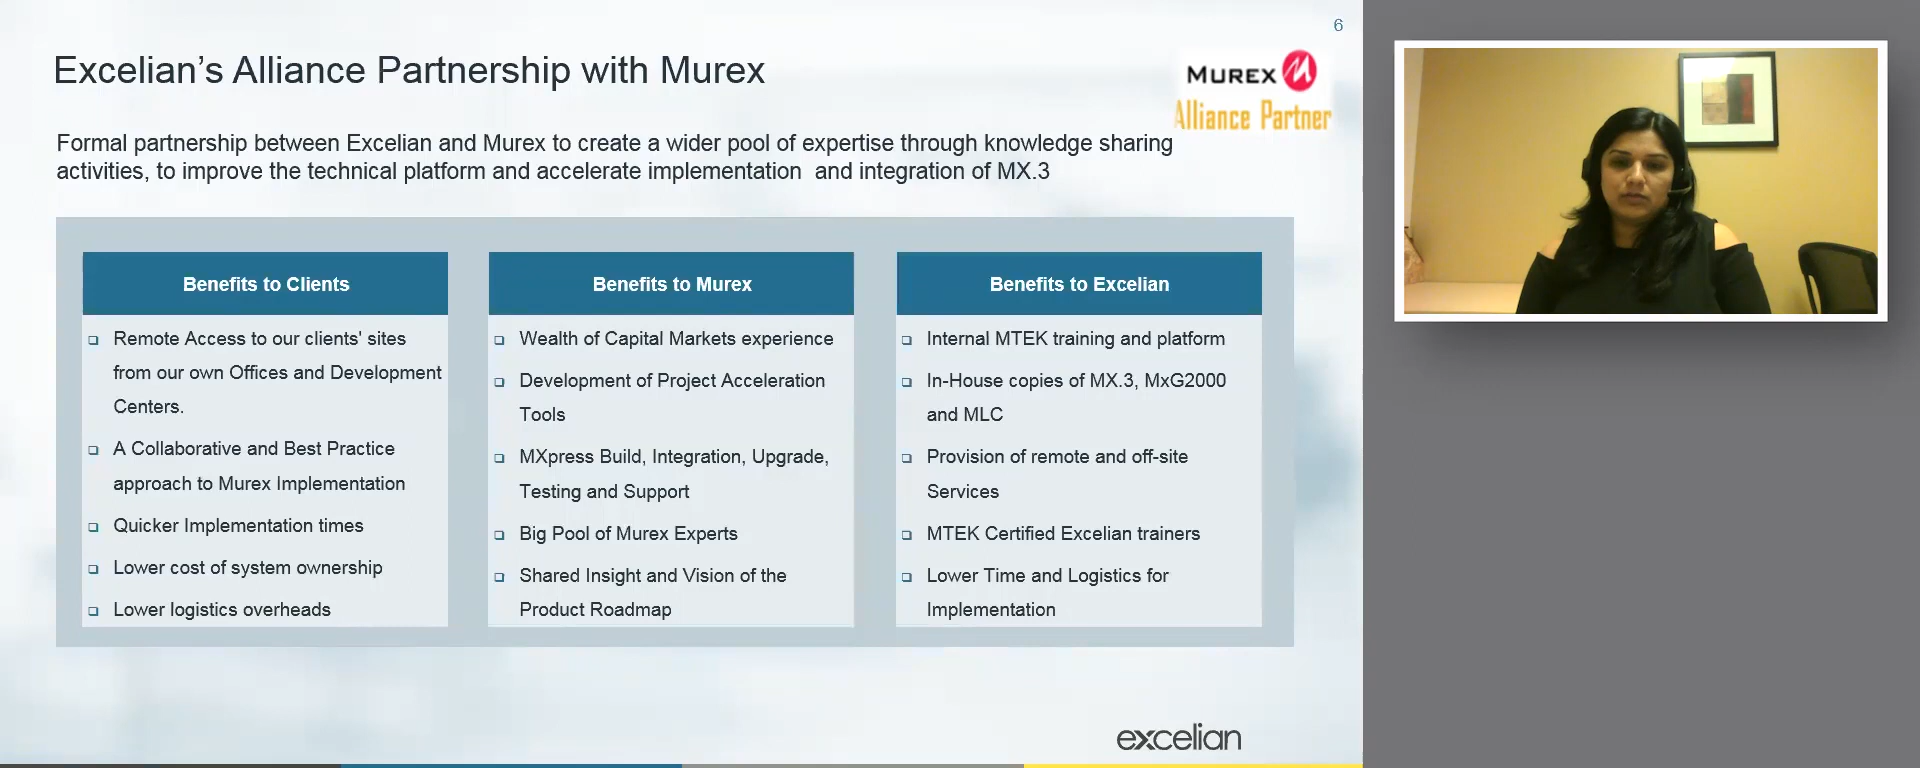 6
Excelian’s Alliance Partnership with Murex
MUREX
Alliance Partner
Formal partnership between Excelian and Murex to create a wider pool of expertise through knowledge sharing
activities, to improve the technical platform and accelerate implementation  and integration of MX.3
Benefits to Clients
Remote Access to our clients' sites
from our own Offices and Development
Centers.
A Collaborative and Best Practice
approach to Murex Implementation
Quicker Implementation times
Lower cost of system ownership
Lower logistics overheads
Benefits to Murex
Wealth of Capital Markets experience
Development of Project Acceleration
Tools
MXpress Build, Integration, Upgrade,
Testing and Support
Big Pool of Murex Experts
Shared Insight and Vision of the
Product Roadmap
Benefits to Excelian
Internal MTEK training and platform
In-House copies of MX.3, MxG2000
and MLC
Provision of remote and off-site
Services
MTEK Certified Excelian trainers
Lower Time and Logistics for
Implementation
excelian